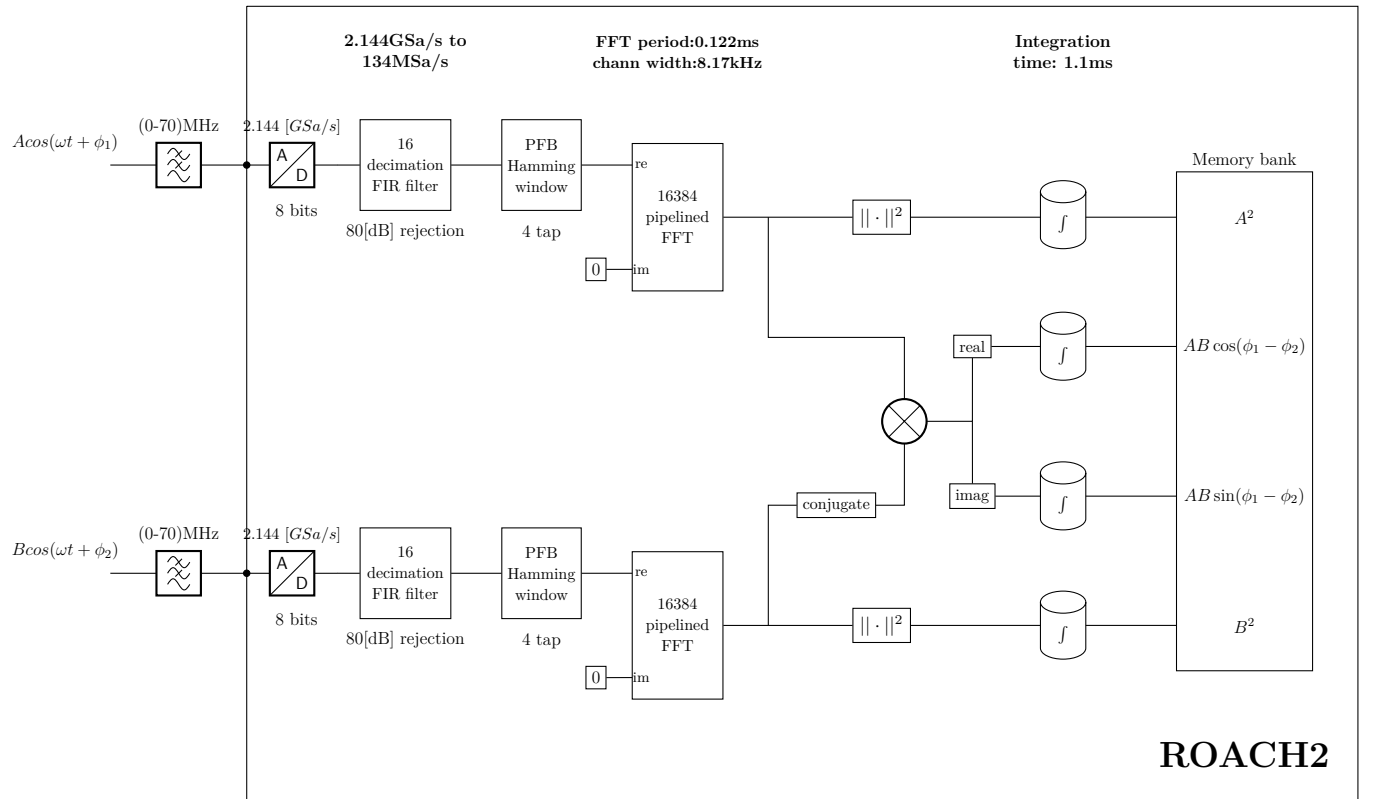 2.144GSa/s to
134MSa/s
FFT period:0.122ms
chann width:8.17kHz
Integration
time: 1.1ms
Acos(ωt + ϕ₁)
(0-70)MHz
2.144 [GSa/s]
A
D
8 bits
16
decimation
FIR filter
80[dB] rejection
PFB
Hamming
window
4 tap
re
16384
pipelined
FFT
0
im
|| · ||²
∫
Memory bank
A²
real
∫
AB cos(ϕ₁ − ϕ₂)
conjugate
imag
∫
AB sin(ϕ₁ − ϕ₂)
Bcos(ωt + ϕ₂)
(0-70)MHz
2.144 [GSa/s]
A
D
8 bits
16
decimation
FIR filter
80[dB] rejection
PFB
Hamming
window
4 tap
re
16384
pipelined
FFT
0
im
|| · ||²
∫
B²
ROACH2